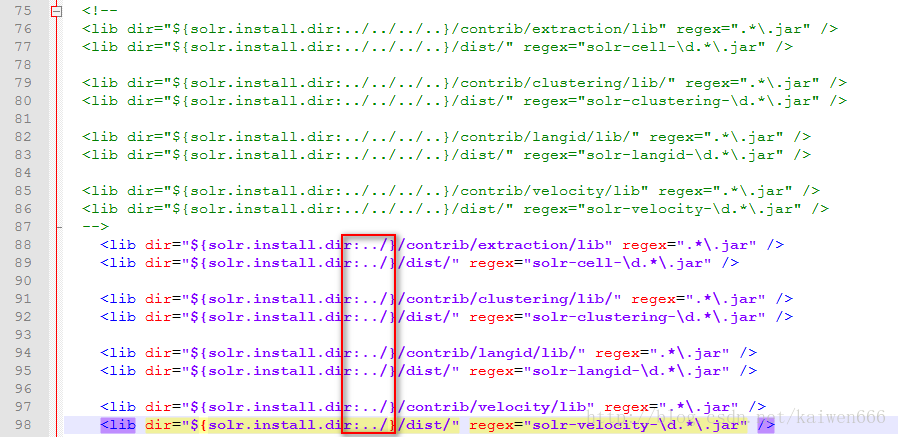 75 <!--
76 <lib dir="${solr.install.dir:../../../..}/contrib/extraction/lib" regex=".*\.jar" />
77 <lib dir="${solr.install.dir:../../../..}/dist/" regex="solr-cell-\d.*\.jar" />
78
79 <lib dir="${solr.install.dir:../../../..}/contrib/clustering/lib/" regex=".*\.jar" />
80 <lib dir="${solr.install.dir:../../../..}/dist/" regex="solr-clustering-\d.*\.jar" />
81
82 <lib dir="${solr.install.dir:../../../..}/contrib/langid/lib/" regex=".*\.jar" />
83 <lib dir="${solr.install.dir:../../../..}/dist/" regex="solr-langid-\d.*\.jar" />
84
85 <lib dir="${solr.install.dir:../../../..}/contrib/velocity/lib" regex=".*\.jar" />
86 <lib dir="${solr.install.dir:../../../..}/dist/" regex="solr-velocity-\d.*\.jar" />
87 -->
88 <lib dir="${solr.install.dir:../}/contrib/extraction/lib" regex=".*\.jar" />
89 <lib dir="${solr.install.dir:../}/dist/" regex="solr-cell-\d.*\.jar" />
90
91 <lib dir="${solr.install.dir:../}/contrib/clustering/lib/" regex=".*\.jar" />
92 <lib dir="${solr.install.dir:../}/dist/" regex="solr-clustering-\d.*\.jar" />
93
94 <lib dir="${solr.install.dir:../}/contrib/langid/lib/" regex=".*\.jar" />
95 <lib dir="${solr.install.dir:../}/dist/" regex="solr-langid-\d.*\.jar" />
96
97 <lib dir="${solr.install.dir:../}/contrib/velocity/lib" regex=".*\.jar" />
98 <lib dir="${solr.install.dir:../}/dist/" regex="solr-velocity-\d.*\.jar" />
http://blog.csdn.net/kaiwen666